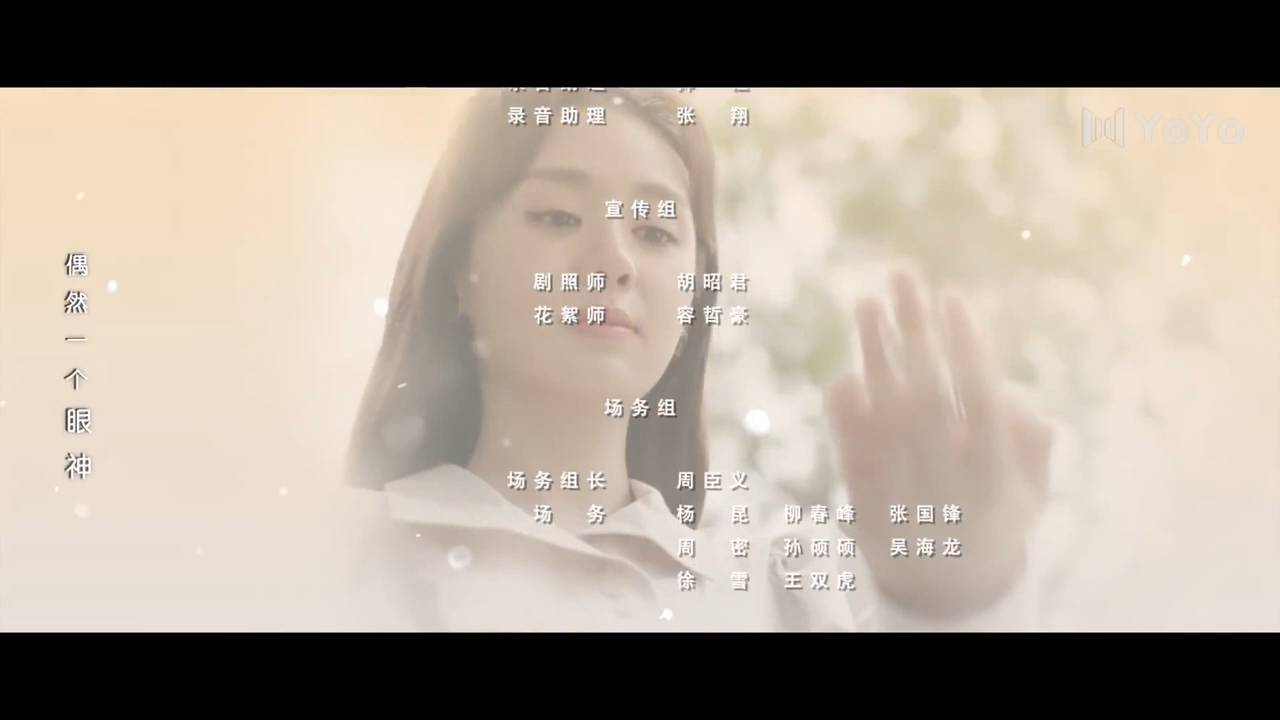 录音助理 张翔
YoYo
宣传组
偶然一个眼神
剧照师 胡昭君
花絮师 容哲豪
场务组
场务组长 周臣义
场务 杨昆 柳春峰 张国锋
周密 孙硕硕 吴海龙
徐雪 王双虎